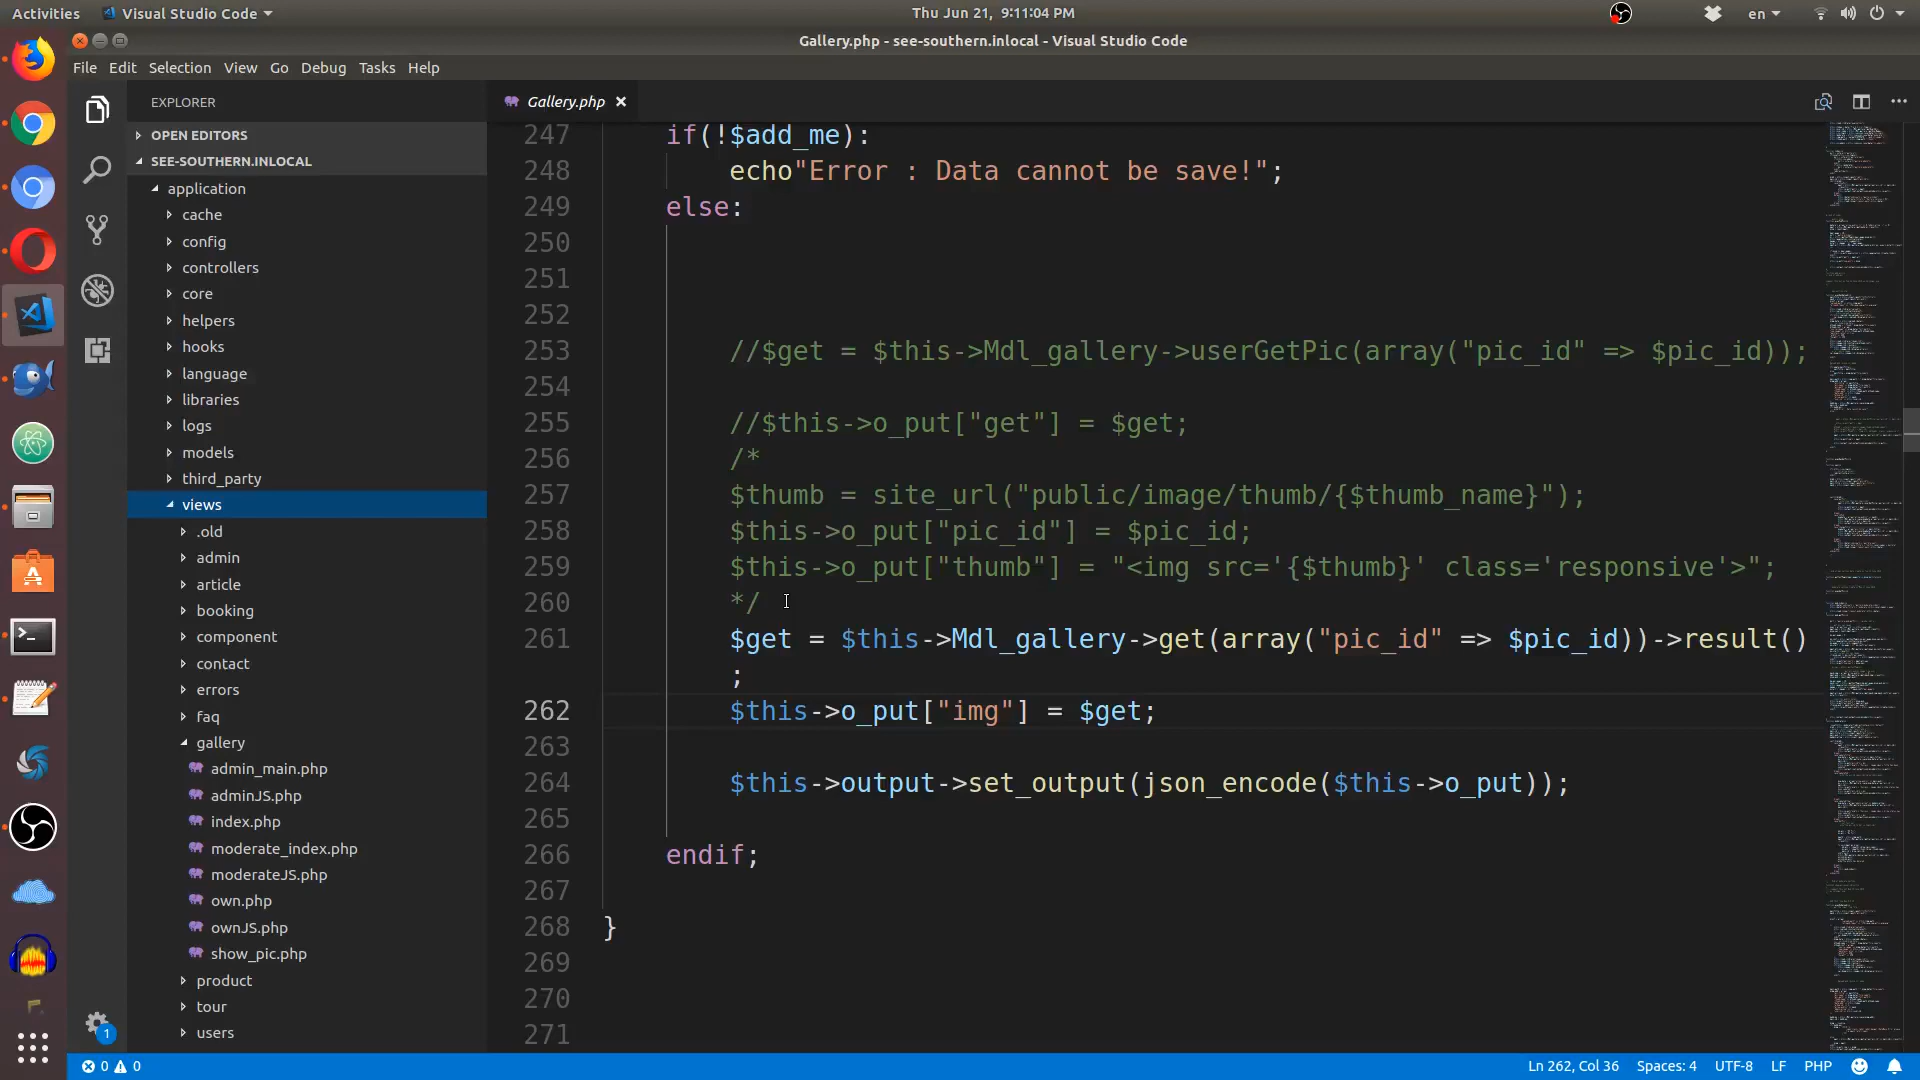 Activities
Visual Studio Code
Thu Jun 21, 9:11:04 PM
en
Gallery.php - see-southern.inlocal - Visual Studio Code
File Edit Selection View Go Debug Tasks Help
EXPLORER
OPEN EDITORS
SEE-SOUTHERN.INLOCAL
application
cache
config
controllers
core
helpers
hooks
language
libraries
logs
models
third_party
views
.old
admin
article
booking
component
contact
errors
faq
gallery
admin_main.php
adminJS.php
index.php
moderate_index.php
moderateJS.php
own.php
ownJS.php
show_pic.php
product
tour
users
1
Gallery.php
247 if(!$add_me):
248 echo"Error : Data cannot be save!";
249 else:
250
251
252
253 //$get = $this->Mdl_gallery->userGetPic(array("pic_id" => $pic_id));
254
255 //$this->o_put["get"] = $get;
256 /*
257 $thumb = site_url("public/image/thumb/{$thumb_name}");
258 $this->o_put["pic_id"] = $pic_id;
259 $this->o_put["thumb"] = "<img src='{$thumb}' class='responsive'>";
260 */
261 $get = $this->Mdl_gallery->get(array("pic_id" => $pic_id))->result()
;
262 $this->o_put["img"] = $get;
263
264 $this->output->set_output(json_encode($this->o_put));
265
266 endif;
267
268 }
269
270
271
0 0
Ln 262, Col 36 Spaces: 4 UTF-8 LF PHP